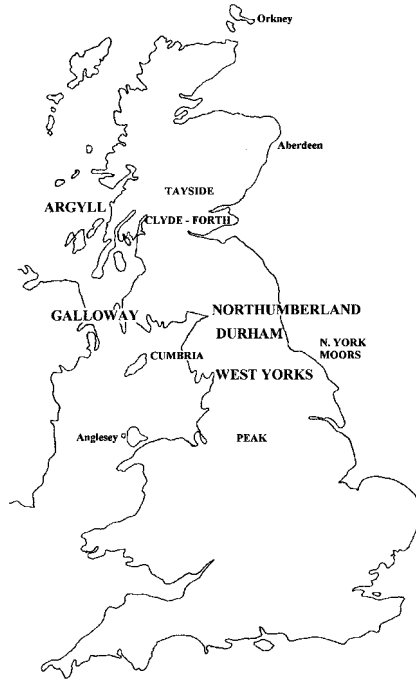 Orkney
Aberdeen
TAYSIDE
ARGYLL
CLYDE - FORTH
GALLOWAY
NORTHUMBERLAND
DURHAM
N. YORK
MOORS
CUMBRIA
WEST YORKS
Anglesey
PEAK